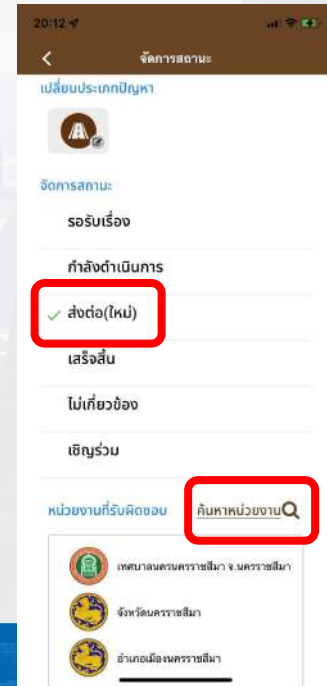 20:12
จัดการสถานะ
เปลี่ยนประเภทปัญหา
จัดการสถานะ
รอรับเรื่อง
กำลังดำเนินการ
ส่งต่อ(ใหม่)
เสร็จสิ้น
ไม่เกี่ยวข้อง
เชิญร่วม
หน่วยงานที่รับผิดชอบ ค้นหาหน่วยงาน
เทศบาลนครนครราชสีมา จ.นครราชสีมา
จังหวัดนครราชสีมา
อำเภอเมืองนครราชสีมา